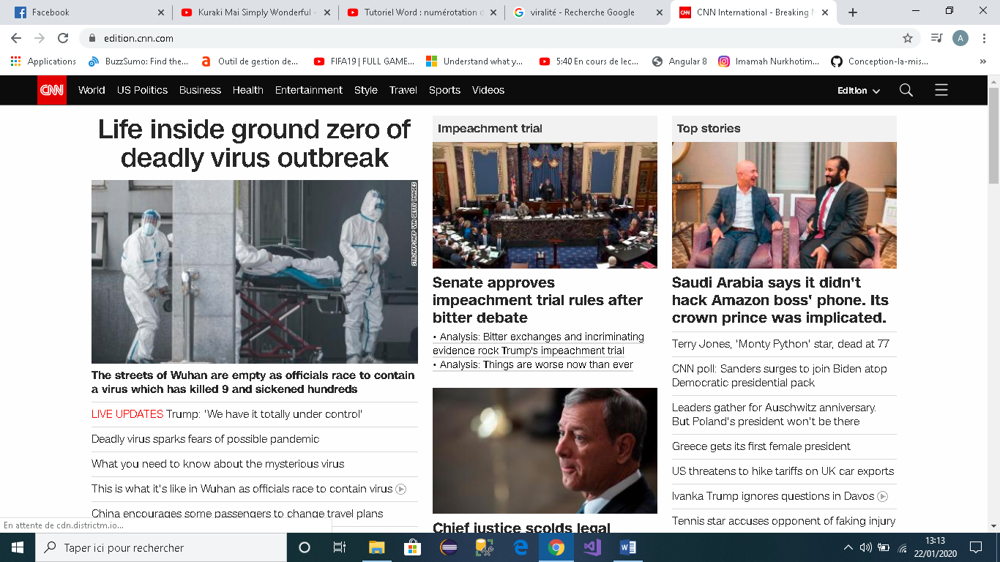 Facebook
Kuraki Mai Simply Wonderful -
Tutoriel Word : numérotation d
viralité - Recherche Google
CNN International - Breaking N
edition.cnn.com
A
Applications
BuzzSumo: Find the...
Outil de gestion de...
FIFA19 | FULL GAME...
Understand what y...
5:40 En cours de lec...
Angular 8
Imamah Nurkhotim...
Conception-la-mis...
»
CNN
World
US Politics
Business
Health
Entertainment
Style
Travel
Sports
Videos
Edition
Life inside ground zero of
deadly virus outbreak
STR/AFP/AFP VIA GETTY IMAGES
The streets of Wuhan are empty as officials race to contain
a virus which has killed 9 and sickened hundreds
LIVE UPDATES Trump: 'We have it totally under control'
Deadly virus sparks fears of possible pandemic
What you need to know about the mysterious virus
This is what it's like in Wuhan as officials race to contain virus
China encourages some passengers to change travel plans
Impeachment trial
Senate approves
impeachment trial rules after
bitter debate
• Analysis: Bitter exchanges and incriminating
evidence rock Trump's impeachment trial
• Analysis: Things are worse now than ever
Chief justice scolds legal
Top stories
Saudi Arabia says it didn't
hack Amazon boss' phone. Its
crown prince was implicated.
Terry Jones, 'Monty Python' star, dead at 77
CNN poll: Sanders surges to join Biden atop
Democratic presidential pack
Leaders gather for Auschwitz anniversary.
But Poland's president won't be there
Greece gets its first female president
US threatens to hike tariffs on UK car exports
Ivanka Trump ignores questions in Davos
Tennis star accuses opponent of faking injury
En attente de cdn.districtm.io...
Taper ici pour rechercher
13:13
22/01/2020